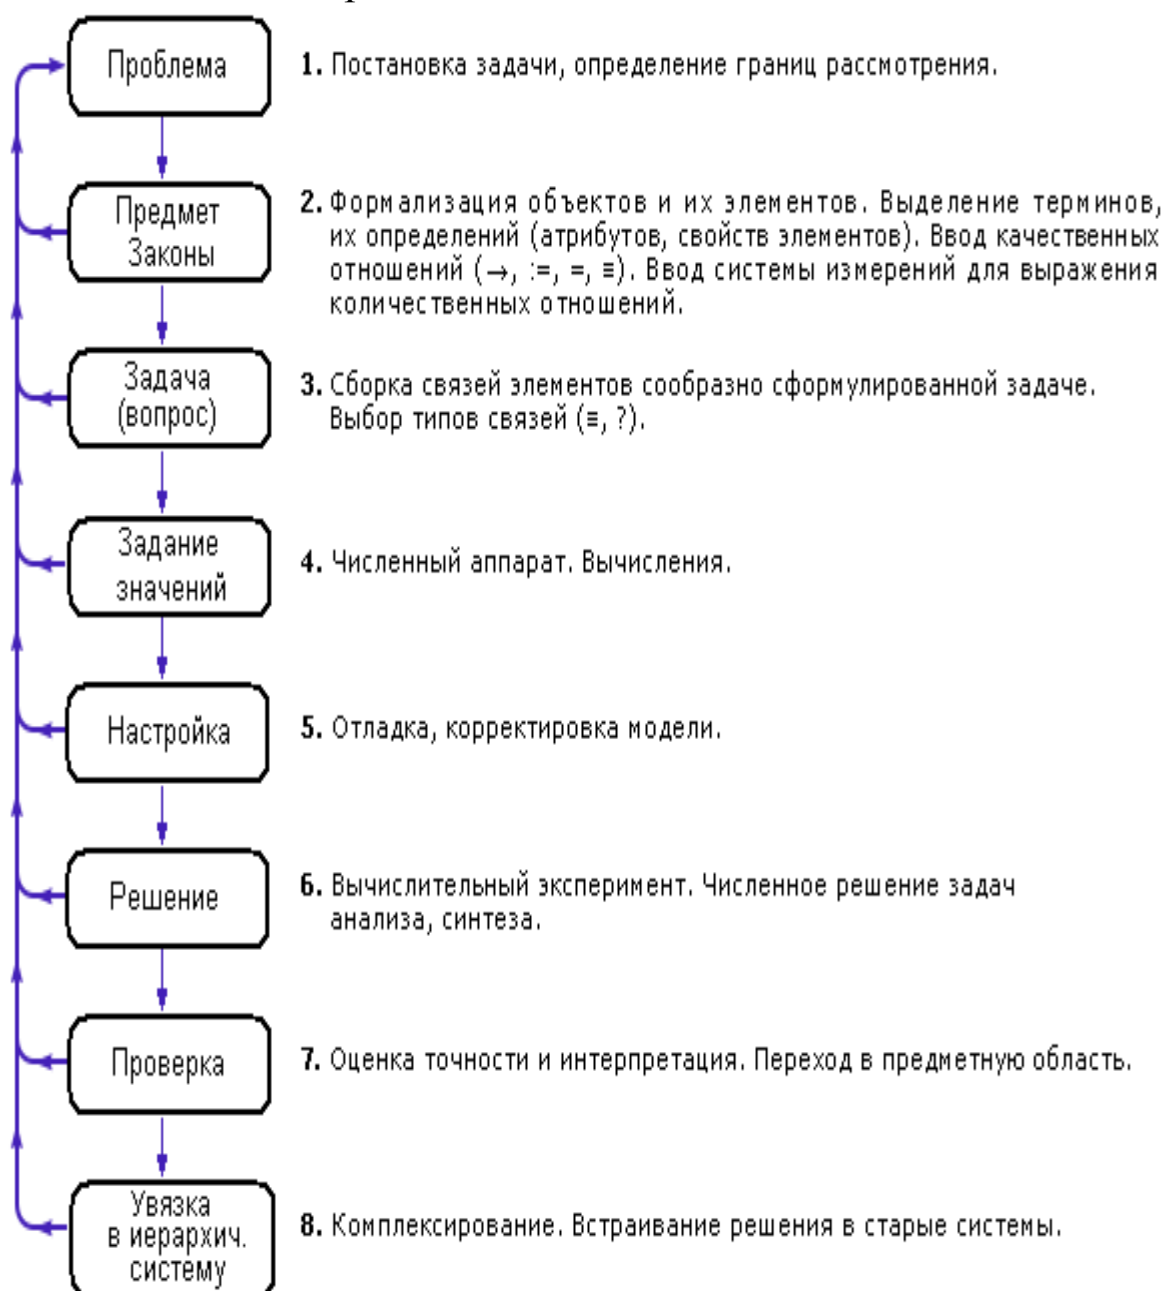 Проблема
1. Постановка задачи, определение границ рассмотрения.
Предмет
Законы
2. Формализация объектов и их элементов. Выделение терминов,
их определений (атрибутов, свойств элементов). Ввод качественных
отношений (→, :=, =, ≡). Ввод системы измерений для выражения
количественных отношений.
Задача
(вопрос)
3. Сборка связей элементов сообразно сформулированной задаче.
Выбор типов связей (≡, ?).
Задание
значений
4. Численный аппарат. Вычисления.
Настройка
5. Отладка, корректировка модели.
Решение
6. Вычислительный эксперимент. Численное решение задач
анализа, синтеза.
Проверка
7. Оценка точности и интерпретация. Переход в предметную область.
Увязка
в иерархич.
систему
8. Комплексирование. Встраивание решения в старые системы.